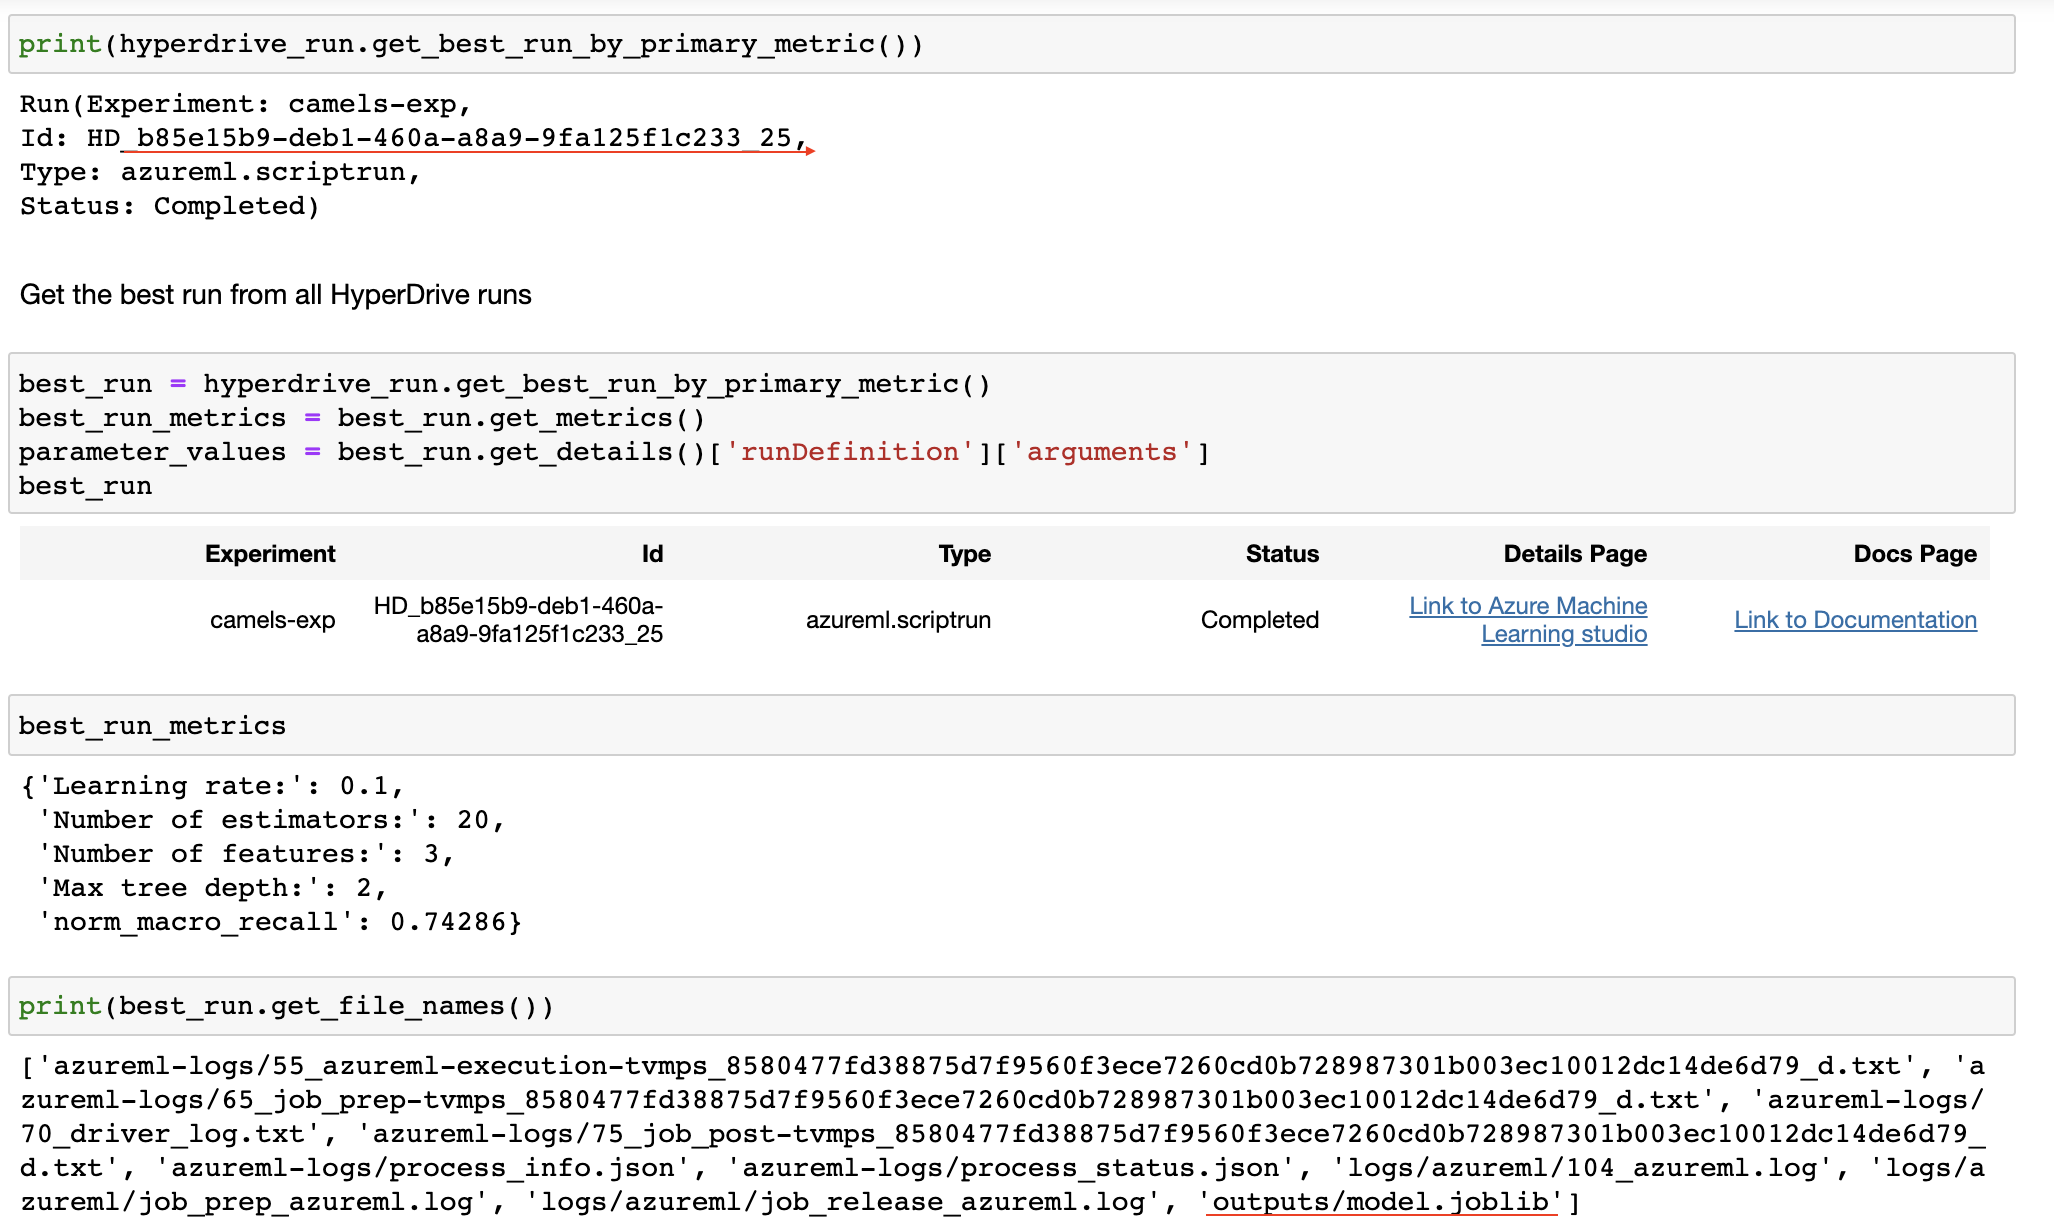 print(hyperdrive_run.get_best_run_by_primary_metric())
Run(Experiment: camels-exp,
Id: HD_b85e15b9-deb1-460a-a8a9-9fa125f1c233_25,
Type: azureml.scriptrun,
Status: Completed)
Get the best run from all HyperDrive runs
best_run = hyperdrive_run.get_best_run_by_primary_metric()
best_run_metrics = best_run.get_metrics()
parameter_values = best_run.get_details()['runDefinition']['arguments']
best_run
Experiment Id Type Status Details Page Docs Page
camels-exp HD_b85e15b9-deb1-460a- azureml.scriptrun Completed Link to Azure Machine Link to Documentation
a8a9-9fa125f1c233_25 Learning studio
best_run_metrics
{'Learning rate:': 0.1,
 'Number of estimators:': 20,
 'Number of features:': 3,
 'Max tree depth:': 2,
 'norm_macro_recall': 0.74286}
print(best_run.get_file_names())
['azureml-logs/55_azureml-execution-tvmps_8580477fd38875d7f9560f3ece7260cd0b728987301b003ec10012dc14de6d79_d.txt', 'a
zureml-logs/65_job_prep-tvmps_8580477fd38875d7f9560f3ece7260cd0b728987301b003ec10012dc14de6d79_d.txt', 'azureml-logs/
70_driver_log.txt', 'azureml-logs/75_job_post-tvmps_8580477fd38875d7f9560f3ece7260cd0b728987301b003ec10012dc14de6d79_
d.txt', 'azureml-logs/process_info.json', 'azureml-logs/process_status.json', 'logs/azureml/104_azureml.log', 'logs/a
zureml/job_prep_azureml.log', 'logs/azureml/job_release_azureml.log', 'outputs/model.joblib']